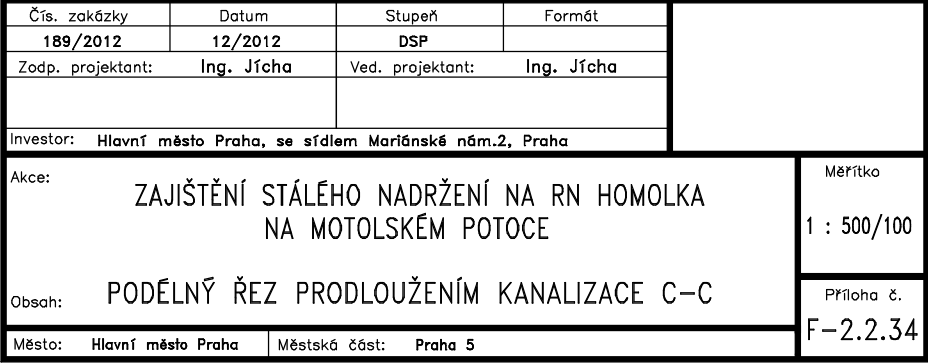 Čís. zakázky Datum Stupeň Formát
189/2012 12/2012 DSP
Zodp. projektant: Ing. Jícha Ved. projektant: Ing. Jícha
Investor: Hlavní město Praha, se sídlem Mariánské nám.2, Praha
Akce: ZAJIŠTĚNÍ STÁLÉHO NADRŽENÍ NA RN HOMOLKA
NA MOTOLSKÉM POTOCE
Měřítko
1 : 500/100
Obsah: PODÉLNÝ ŘEZ PRODLOUŽENÍM KANALIZACE C-C
Příloha č.
F-2.2.34
Město: Hlavní město Praha Městská část: Praha 5